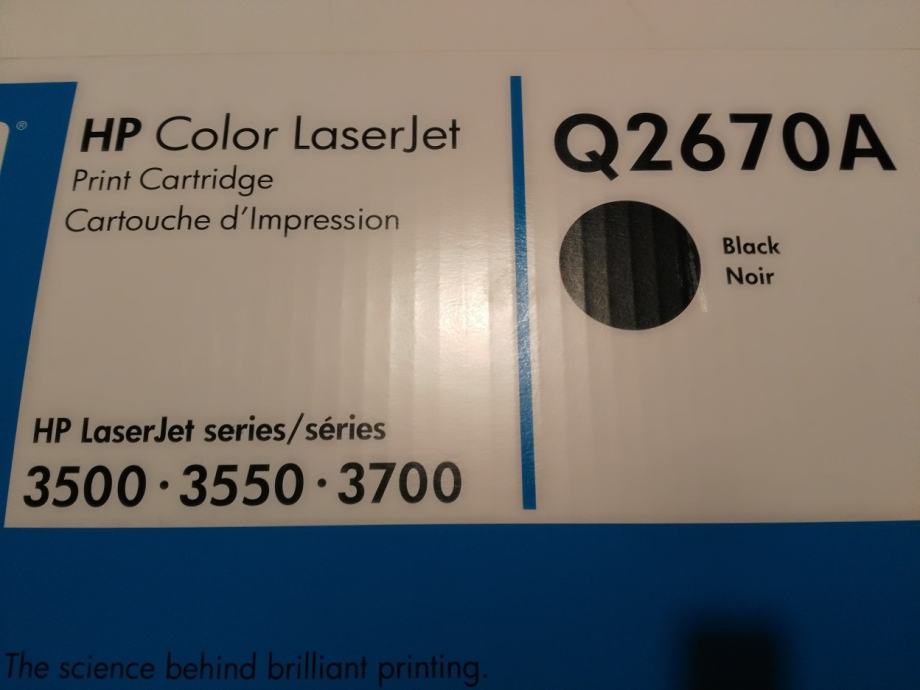 ®
HP Color LaserJet
Print Cartridge
Cartouche d'Impression
HP LaserJet series/séries
3500 · 3550 · 3700
Q2670A
Black
Noir
The science behind brilliant printing.